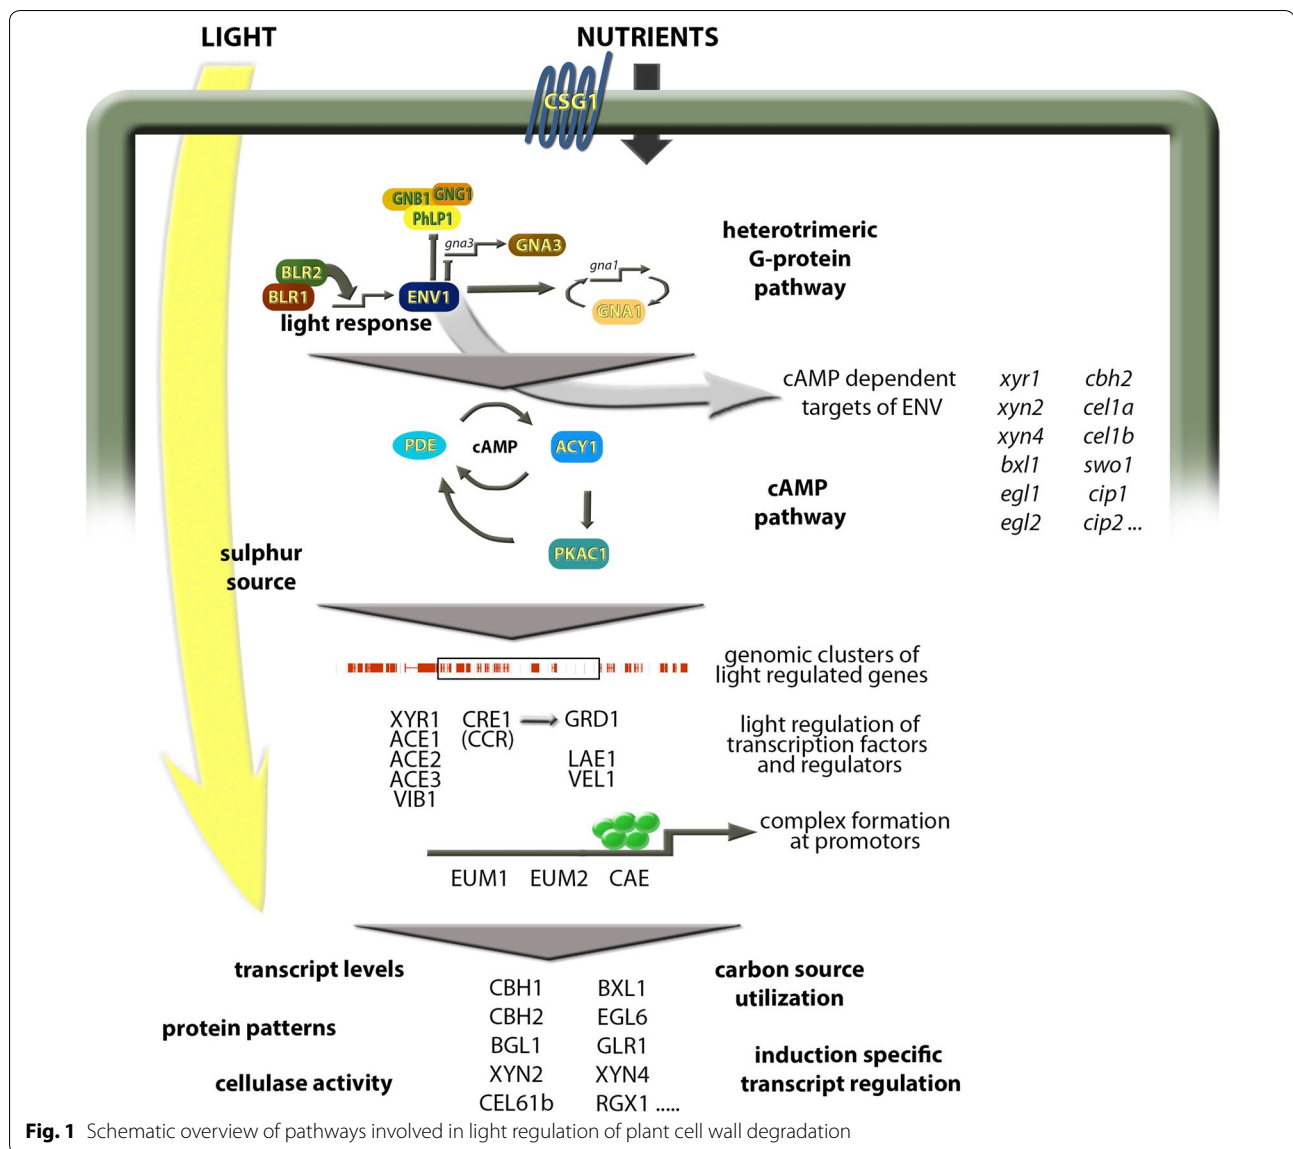 LIGHT
NUTRIENTS
CSG1
GNB1 GNG1
PhLP1
gna3
GNA3
heterotrimeric
G-protein
pathway
BLR2
BLR1
ENV1
gna1
GNA1
light response
cAMP dependent
targets of ENV
xyr1 cbh2
xyn2 cel1a
xyn4 cel1b
bxl1 swo1
egl1 cip1
egl2 cip2 ...
PDE
cAMP
ACY1
cAMP
pathway
PKAC1
sulphur
source
genomic clusters of
light regulated genes
XYR1 CRE1 GRD1
ACE1 (CCR)
ACE2 LAE1
ACE3 VEL1
VIB1
light regulation of
transcription factors
and regulators
complex formation
at promotors
EUM1 EUM2 CAE
transcript levels
protein patterns
cellulase activity
CBH1 BXL1
CBH2 EGL6
BGL1 GLR1
XYN2 XYN4
CEL61b RGX1 .....
carbon source
utilization
induction specific
transcript regulation
Fig. 1 Schematic overview of pathways involved in light regulation of plant cell wall degradation